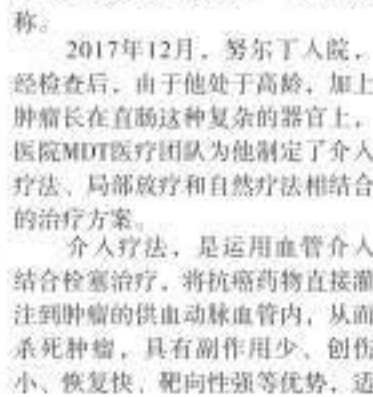 称。
2017年12月，努尔丁人院，
经检查后，由于他处于高龄，加上
肿瘤长在直肠这种复杂的器官上，
医院MDT医疗团队为他制定了介入
疗法、局部放疗和自然疗法相结合
的治疗方案。
介入疗法，是运用血管介入
结合栓塞治疗，将抗癌药物直接灌
注到肿瘤的供血动脉血管内，从而
杀死肿瘤，具有副作用少、创伤
小、恢复快、靶向性强等优势，适